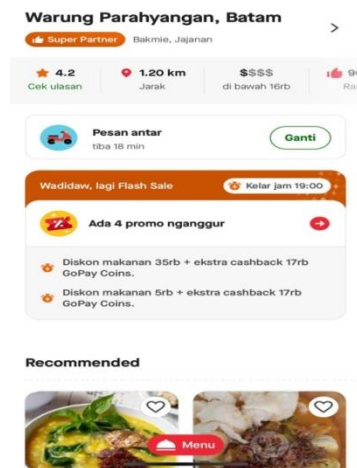 Warung Parahyangan, Batam
Super Partner Bakmie, Jajanan
4.2 1.20 km $$$$
Cek ulasan Jarak di bawah 16rb
Pesan antar
tiba 18 min
Ganti
Wadidaw, lagi Flash Sale Kelar jam 19:00
Ada 4 promo nganggur
Diskon makanan 35rb + ekstra cashback 17rb
GoPay Coins.
Diskon makanan 5rb + ekstra cashback 17rb
GoPay Coins.
Recommended
Menu